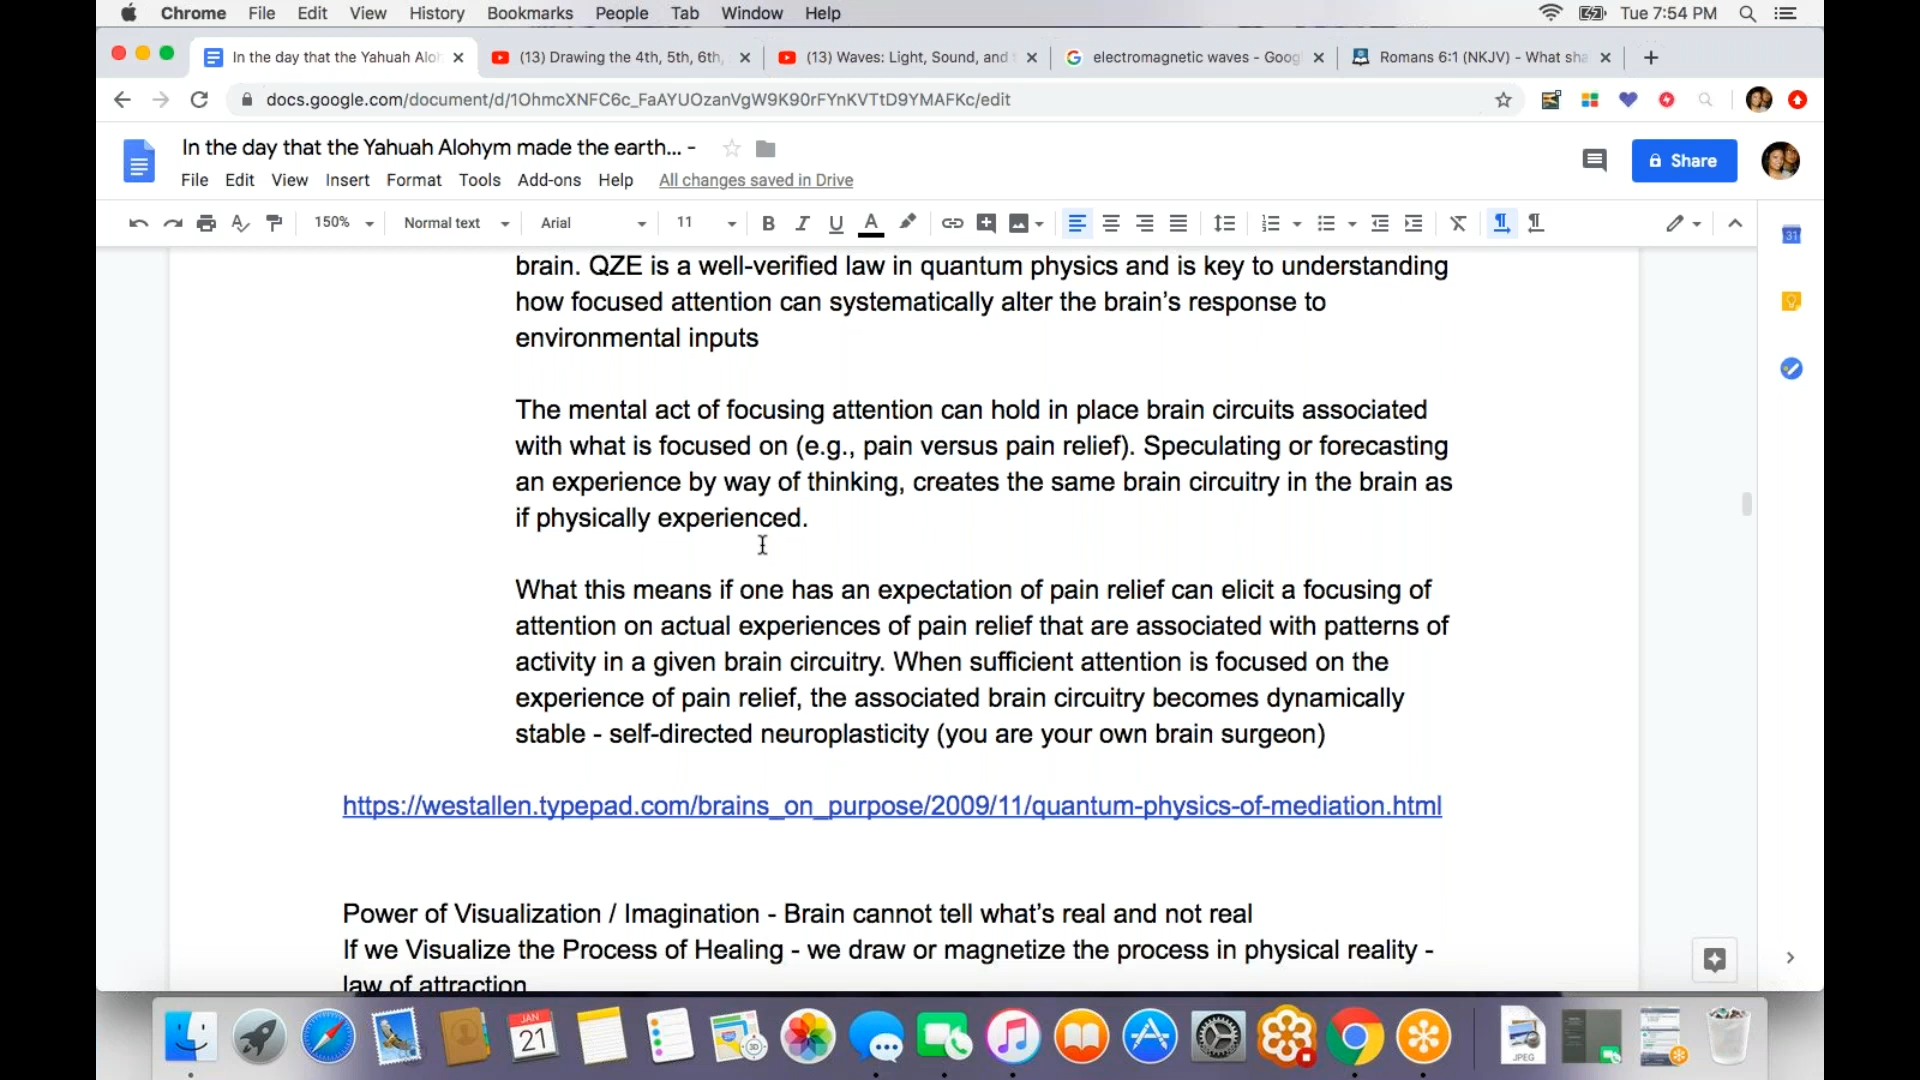 Chrome File Edit View History Bookmarks People Tab Window Help Tue 7:54 PM
In the day that the Yahuah Aloh
(13) Drawing the 4th, 5th, 6th,
(13) Waves: Light, Sound, and
electromagnetic waves - Goog
Romans 6:1 (NKJV) - What sha
docs.google.com/document/d/1OhmcXNFC6c_FaAYUOzanVgW9K90rFYnKVTtD9YMAFKc/edit
In the day that the Yahuah Alohym made the earth... -
Share
File Edit View Insert Format Tools Add-ons Help All changes saved in Drive
150% Normal text Arial 11 B I U A
31
brain. QZE is a well-verified law in quantum physics and is key to understanding
how focused attention can systematically alter the brain’s response to
environmental inputs
The mental act of focusing attention can hold in place brain circuits associated
with what is focused on (e.g., pain versus pain relief). Speculating or forecasting
an experience by way of thinking, creates the same brain circuitry in the brain as
if physically experienced.
What this means if one has an expectation of pain relief can elicit a focusing of
attention on actual experiences of pain relief that are associated with patterns of
activity in a given brain circuitry. When sufficient attention is focused on the
experience of pain relief, the associated brain circuitry becomes dynamically
stable - self-directed neuroplasticity (you are your own brain surgeon)
https://westallen.typepad.com/brains_on_purpose/2009/11/quantum-physics-of-mediation.html
Power of Visualization / Imagination - Brain cannot tell what’s real and not real
If we Visualize the Process of Healing - we draw or magnetize the process in physical reality -
law of attraction
JAN
21
3D
JPEG